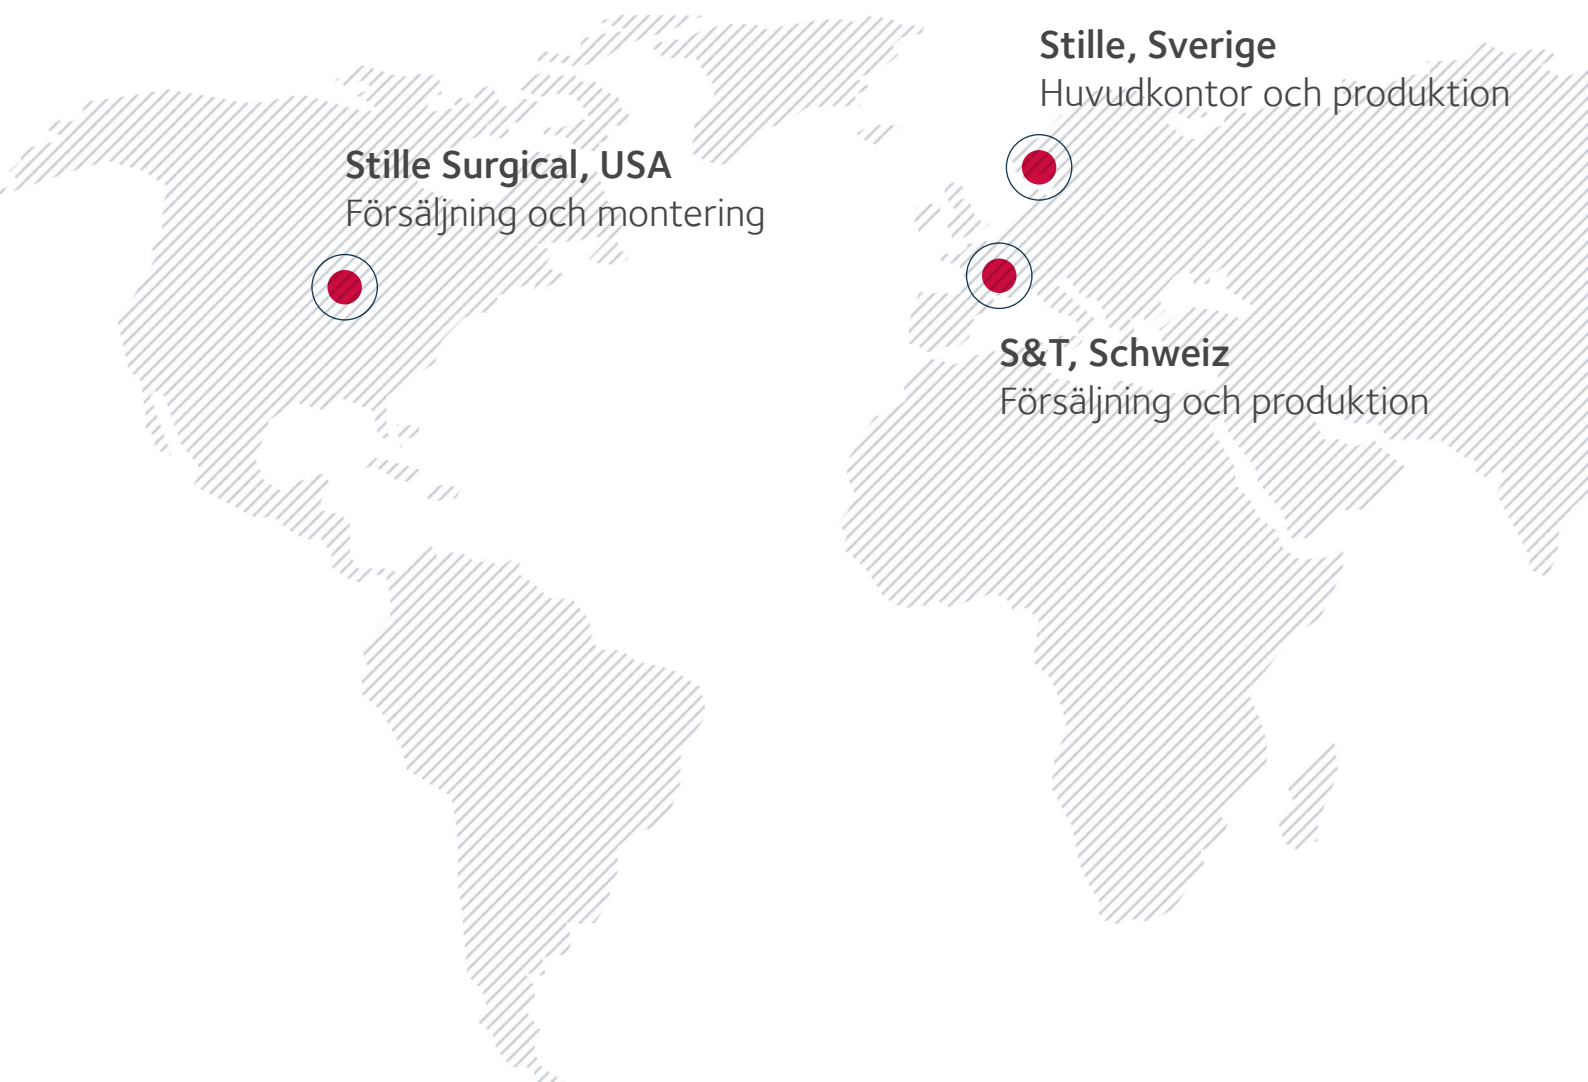 Stille, Sverige
Huvudkontor och produktion
Stille Surgical, USA
Försäljning och montering
S&T, Schweiz
Försäljning och produktion